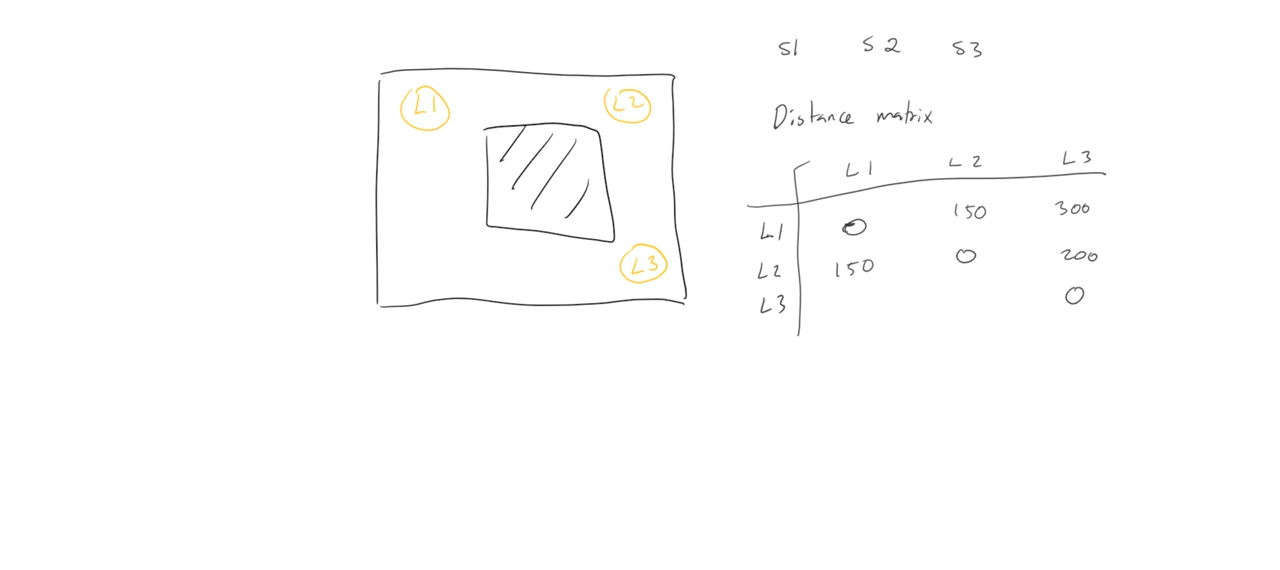 S1 S2 S3
L1 L2
Distance matrix
L1 L2 L3
L1 0 150 300
L2 150 0 200
L3
L3 0